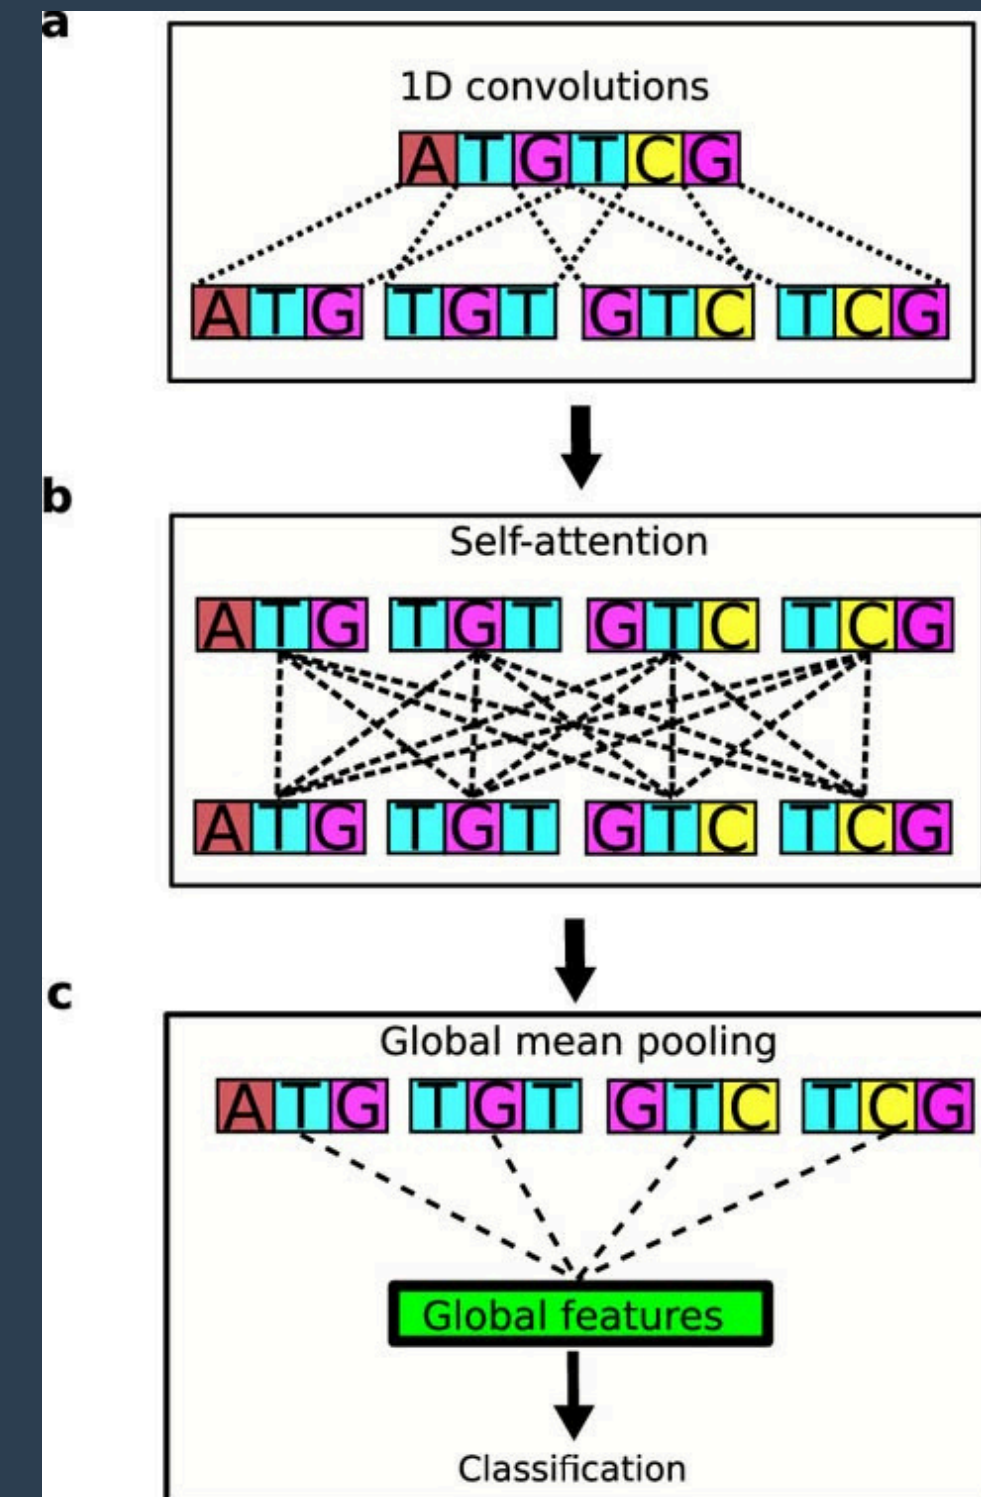 a
1D convolutions
ATGTCG
ATG TGT GTC TCG
b
Self-attention
ATG TGT GTC TCG
ATG TGT GTC TCG
c
Global mean pooling
ATG TGT GTC TCG
Global features
Classification